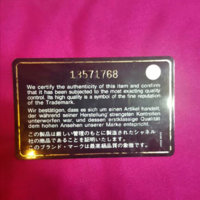 13571768
We certify the authenticity of this item and confirm
that it has been subjected to the most exacting quality
control. Its high quality is a symbol of the fine reputation
of the Trademark.
Wir bestätigen, dass es sich um einen Artikel handelt,
der während seiner Herstellung strengsten Kontrollen
unterworfen war, und dessen erstklassige Qualität
dem hohen Ansehen unserer Marke entspricht.
この製品は厳しい管理のもとに製造されたシャネル
社の物品であることを証明いたします。
このブランド・マークは最高級品質の象徴です。